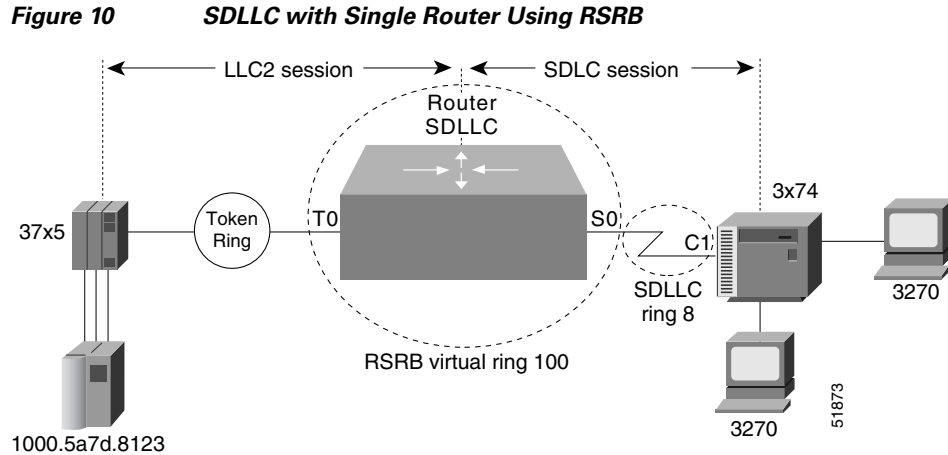 Figure 10 SDLLC with Single Router Using RSRB
LLC2 session
SDLC session
Router
SDLLC
3x74
37x5
Token
Ring
T0
S0
C1
SDLLC
ring 8
3270
RSRB virtual ring 100
3270
51873
1000.5a7d.8123